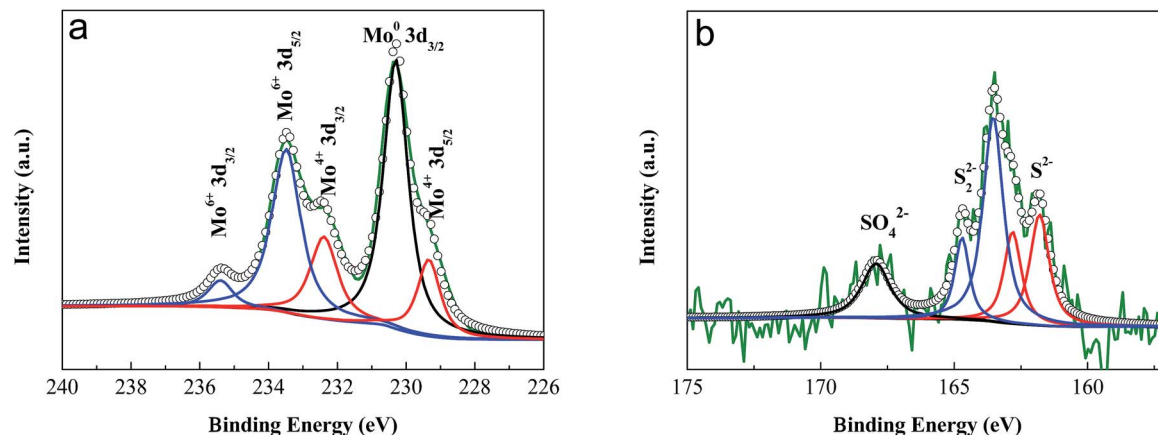 a
Mo⁰ 3d₃/₂
Mo⁶⁺ 3d₅/₂
Mo⁴⁺ 3d₃/₂
Mo⁶⁺ 3d₃/₂
Mo⁴⁺ 3d₅/₂
Intensity (a.u.)
240 238 236 234 232 230 228 226
Binding Energy (eV)
b
S₂²⁻
S²⁻
SO₄²⁻
Intensity (a.u.)
175 170 165 160
Binding Energy (eV)